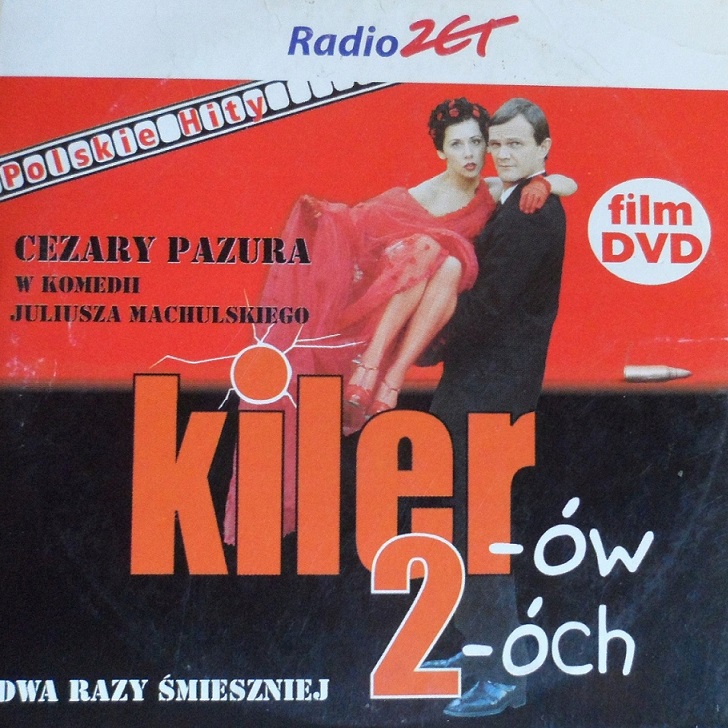 Radio ZET
Polskie Hity
film
DVD
CEZARY PAZURA
W KOMEDII
JULIUSZA MACHULSKIEGO
kiler-ów
2-óch
DWA RAZY ŚMIESZNIEJ